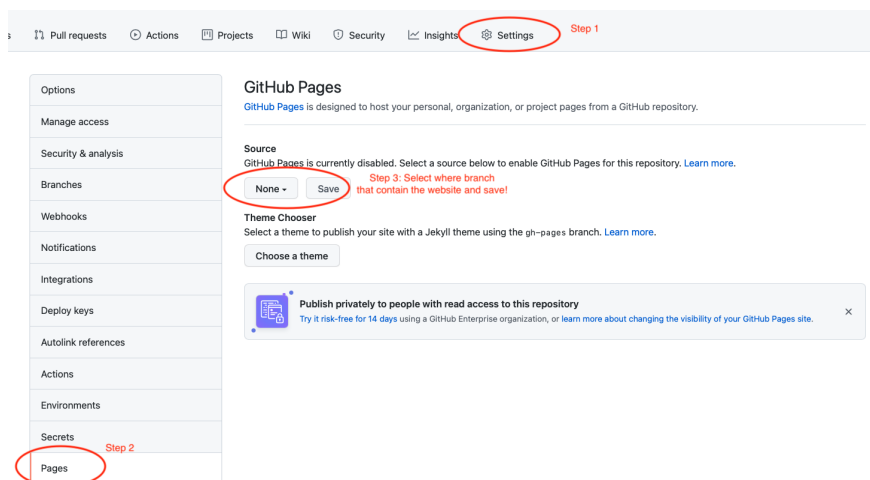 s Pull requests Actions Projects Wiki Security Insights Settings Step 1
Options
Manage access
Security & analysis
Branches
Webhooks
Notifications
Integrations
Deploy keys
Autolink references
Actions
Environments
Secrets
Step 2
Pages
GitHub Pages
GitHub Pages is designed to host your personal, organization, or project pages from a GitHub repository.
Source
GitHub Pages is currently disabled. Select a source below to enable GitHub Pages for this repository. Learn more.
None Save
Step 3: Select where branch
that contain the website and save!
Theme Chooser
Select a theme to publish your site with a Jekyll theme using the gh-pages branch. Learn more.
Choose a theme
Publish privately to people with read access to this repository
Try it risk-free for 14 days using a GitHub Enterprise organization, or learn more about changing the visibility of your GitHub Pages site.